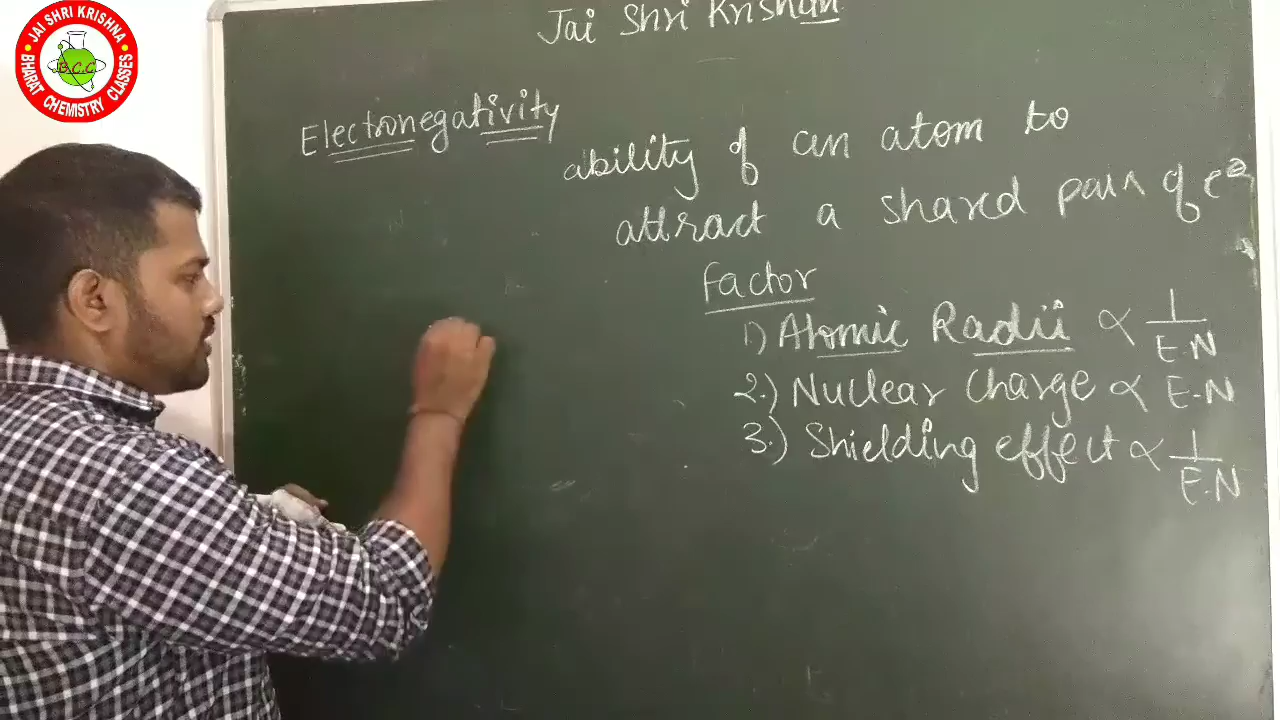 JAI SHRI KRISHNA
B.C.C.
BHARAT CHEMISTRY CLASSES
Jai Shri Krishan
Electronegativity
ability of an atom to
attract a shared pair of e
Factor
1) Atomic Radii ∝ 1/E.N
2.) Nuclear Charge ∝ E.N
3.) Shielding effect ∝ 1/E.N